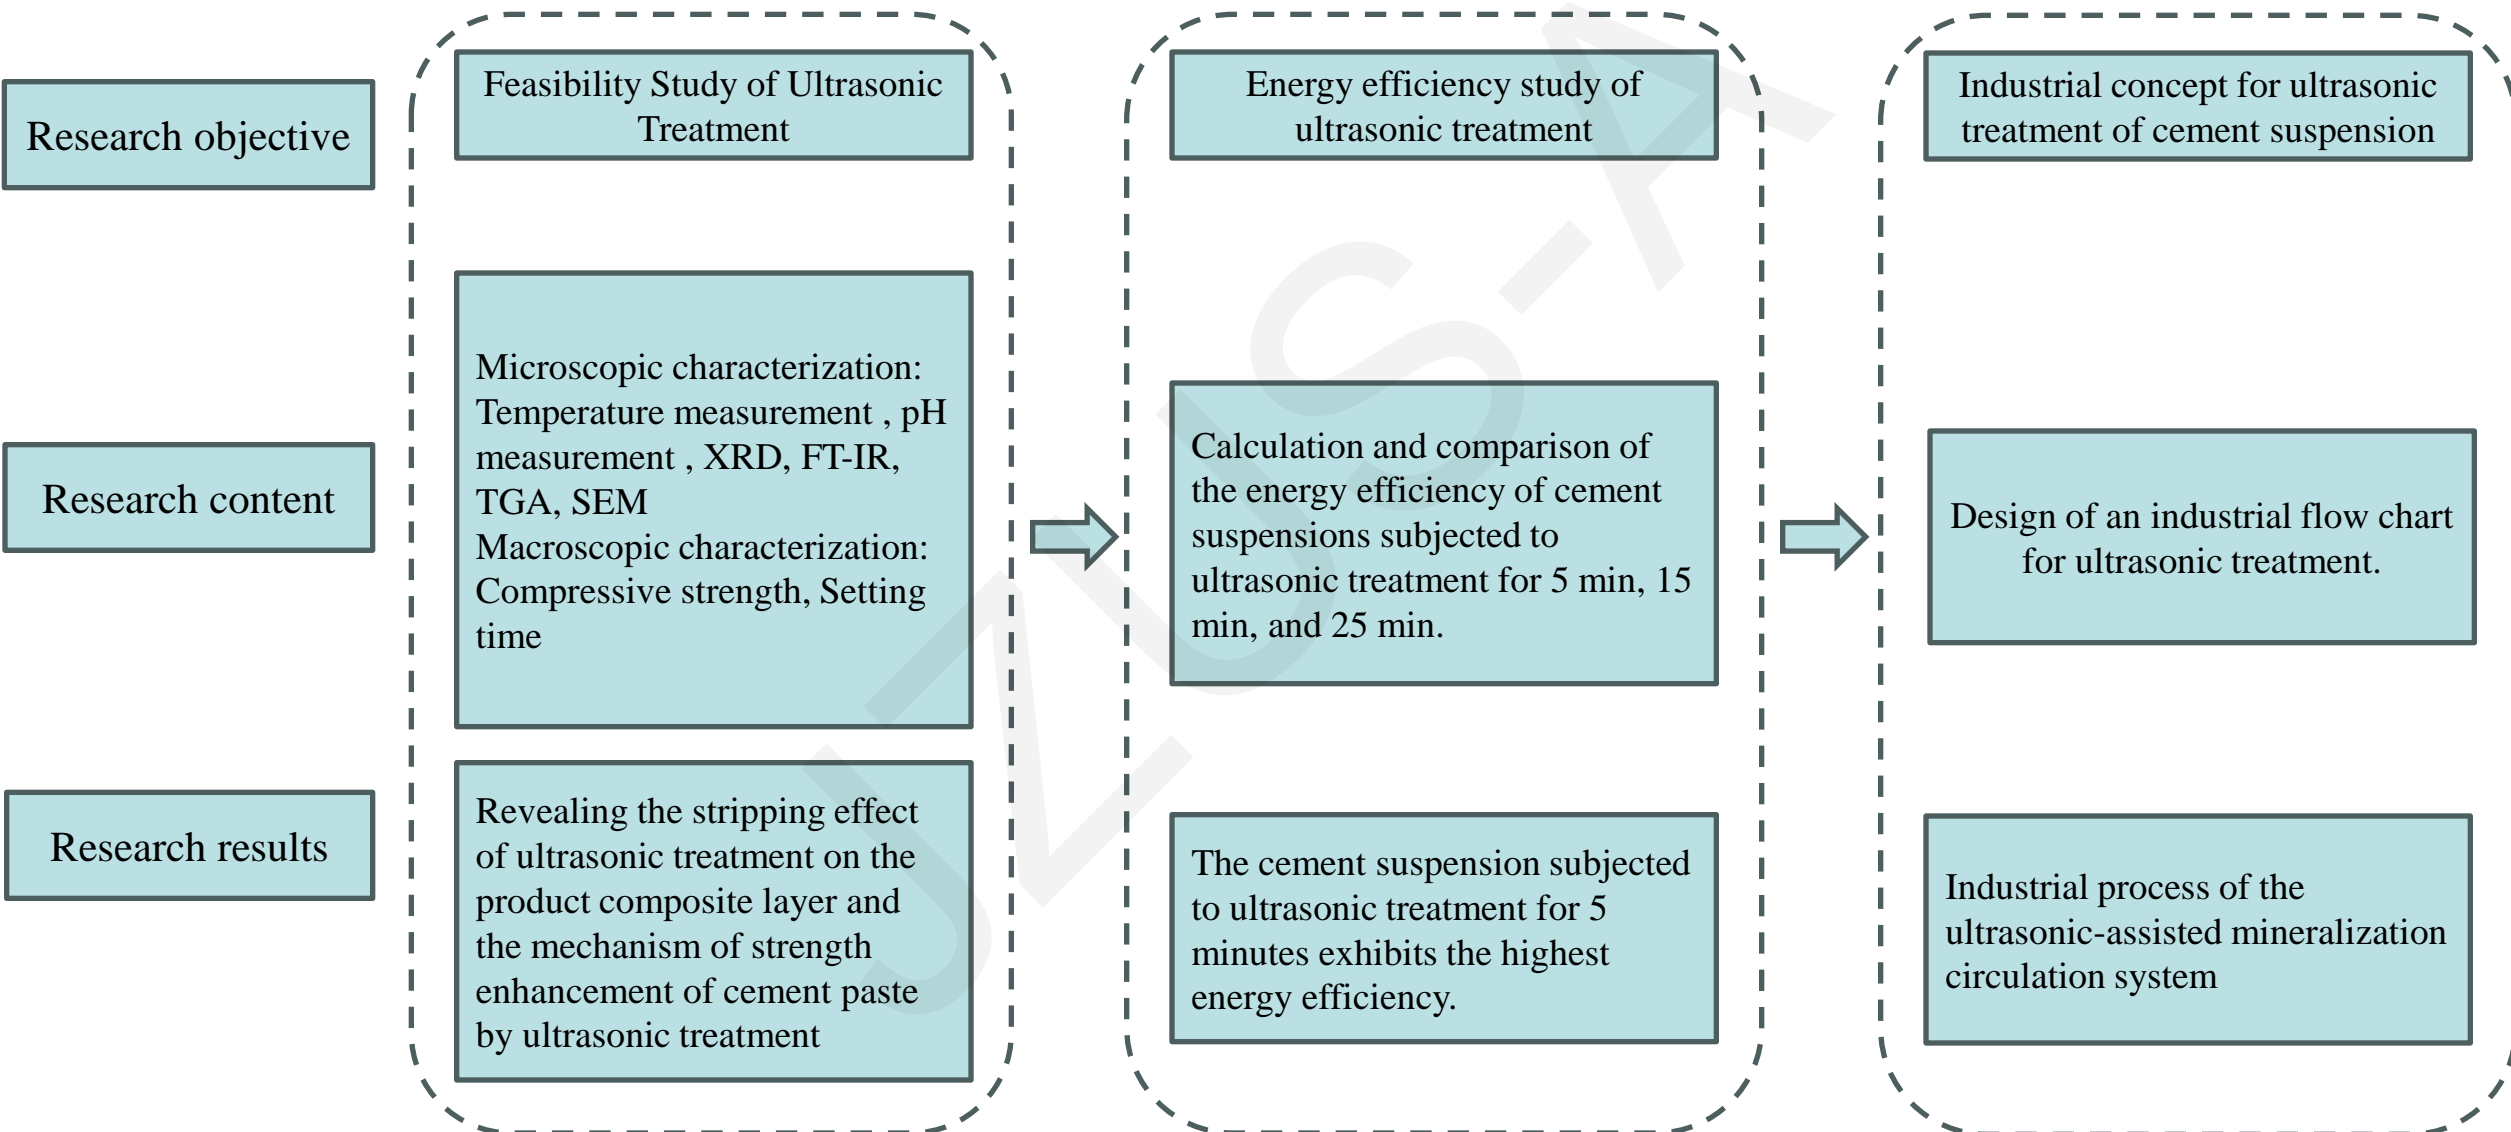 Research objective
Feasibility Study of Ultrasonic
Treatment
Energy efficiency study of
ultrasonic treatment
Industrial concept for ultrasonic
treatment of cement suspension
Research content
Microscopic characterization:
Temperature measurement , pH
measurement , XRD, FT-IR,
TGA, SEM
Macroscopic characterization:
Compressive strength, Setting
time
Calculation and comparison of
the energy efficiency of cement
suspensions subjected to
ultrasonic treatment for 5 min, 15
min, and 25 min.
Design of an industrial flow chart
for ultrasonic treatment.
Research results
Revealing the stripping effect
of ultrasonic treatment on the
product composite layer and
the mechanism of strength
enhancement of cement paste
by ultrasonic treatment
The cement suspension subjected
to ultrasonic treatment for 5
minutes exhibits the highest
energy efficiency.
Industrial process of the
ultrasonic-assisted mineralization
circulation system
JZUS-A